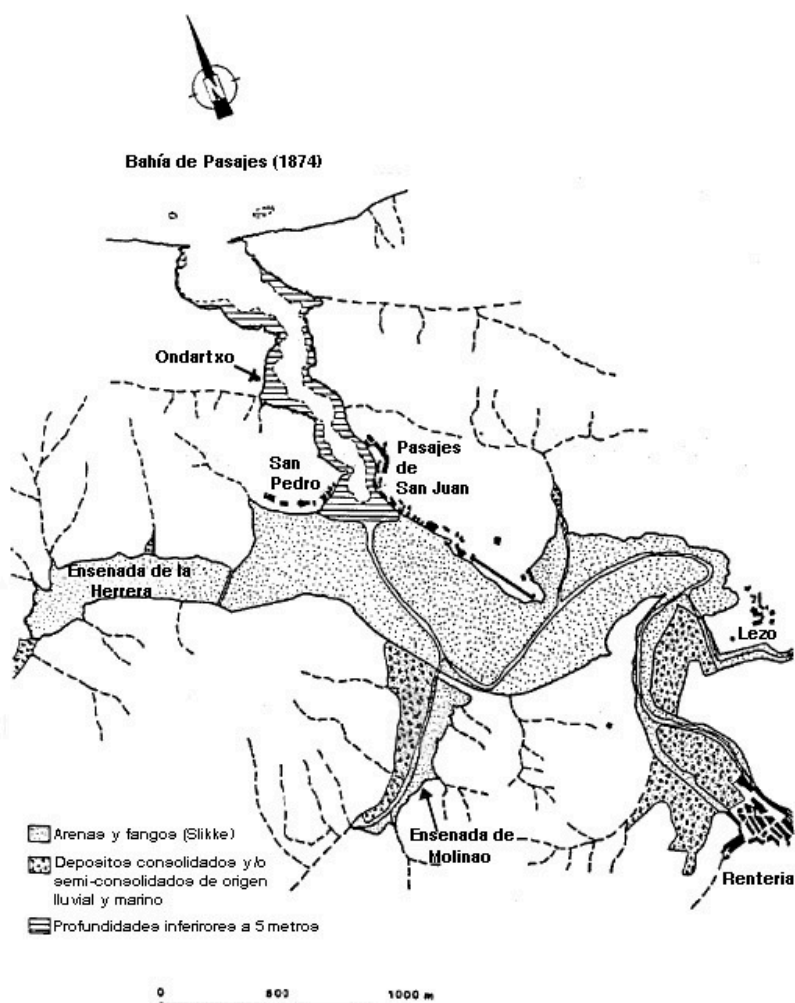 N
Bahía de Pasajes (1874)
Ondartxo
Pasajes
de
San Juan
San
Pedro
Ensenada de la
Herrera
Lezo
Ensenada de
Molinao
Renteria
Arenas y fangos (Slikke)
Depositos consolidados y/o
semi-consolidados de origen
lluvial y marino
Profundidades inferirores a 5 metros
0 500 1000 m